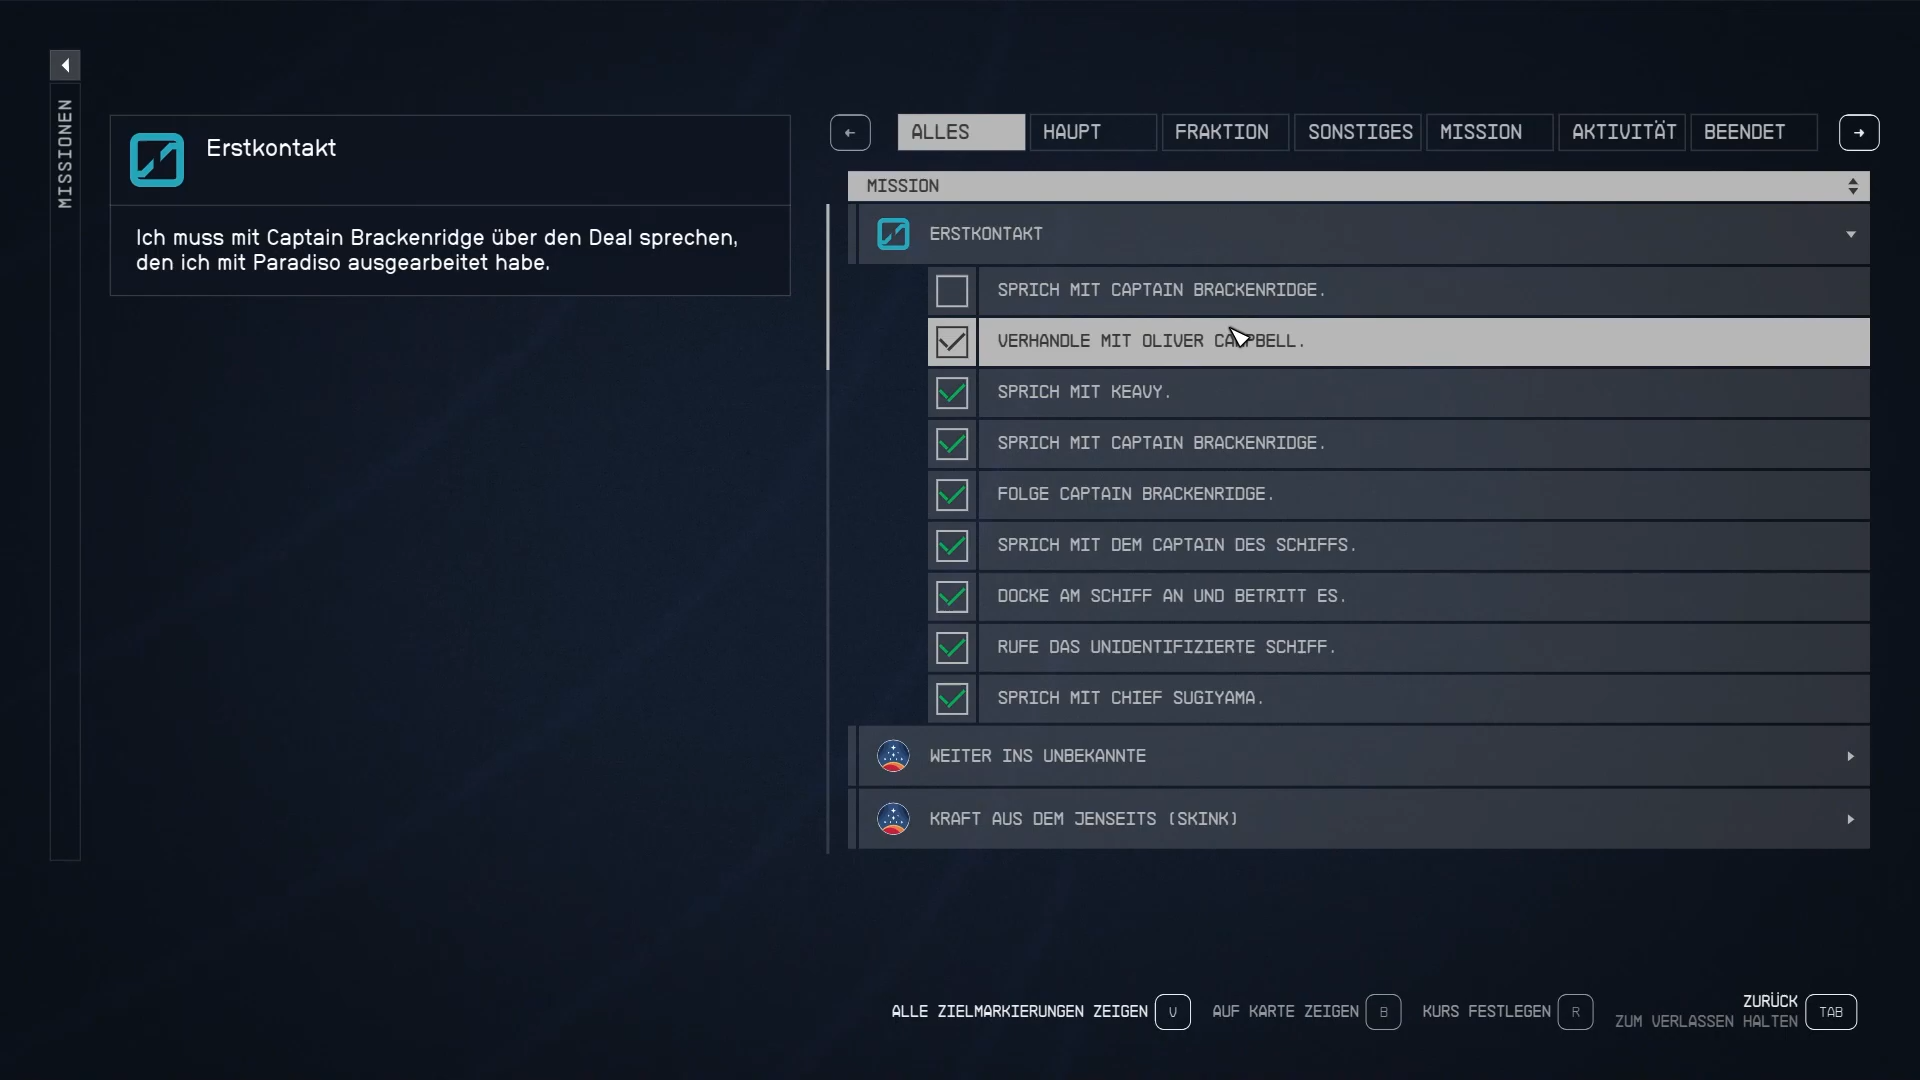 MISSIONEN
Erstkontakt
Ich muss mit Captain Brackenridge über den Deal sprechen,
den ich mit Paradiso ausgearbeitet habe.
ALLES HAUPT FRAKTION SONSTIGES MISSION AKTIVITÄT BEENDET
MISSION
ERSTKONTAKT
SPRICH MIT CAPTAIN BRACKENRIDGE.
VERHANDLE MIT OLIVER CAMPBELL.
SPRICH MIT KEAVY.
SPRICH MIT CAPTAIN BRACKENRIDGE.
FOLGE CAPTAIN BRACKENRIDGE.
SPRICH MIT DEM CAPTAIN DES SCHIFFS.
DOCKE AM SCHIFF AN UND BETRITT ES.
RUFE DAS UNIDENTIFIZIERTE SCHIFF.
SPRICH MIT CHIEF SUGIYAMA.
WEITER INS UNBEKANNTE
KRAFT AUS DEM JENSEITS (SKINK)
ALLE ZIELMARKIERUNGEN ZEIGEN V AUF KARTE ZEIGEN B KURS FESTLEGEN R ZURÜCK
ZUM VERLASSEN HALTEN TAB